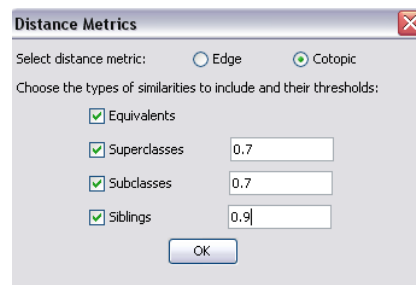 Distance Metrics
Select distance metric: Edge Cotopic
Choose the types of similarities to include and their thresholds:
Equivalents
Superclasses 0.7
Subclasses 0.7
Siblings 0.9
OK